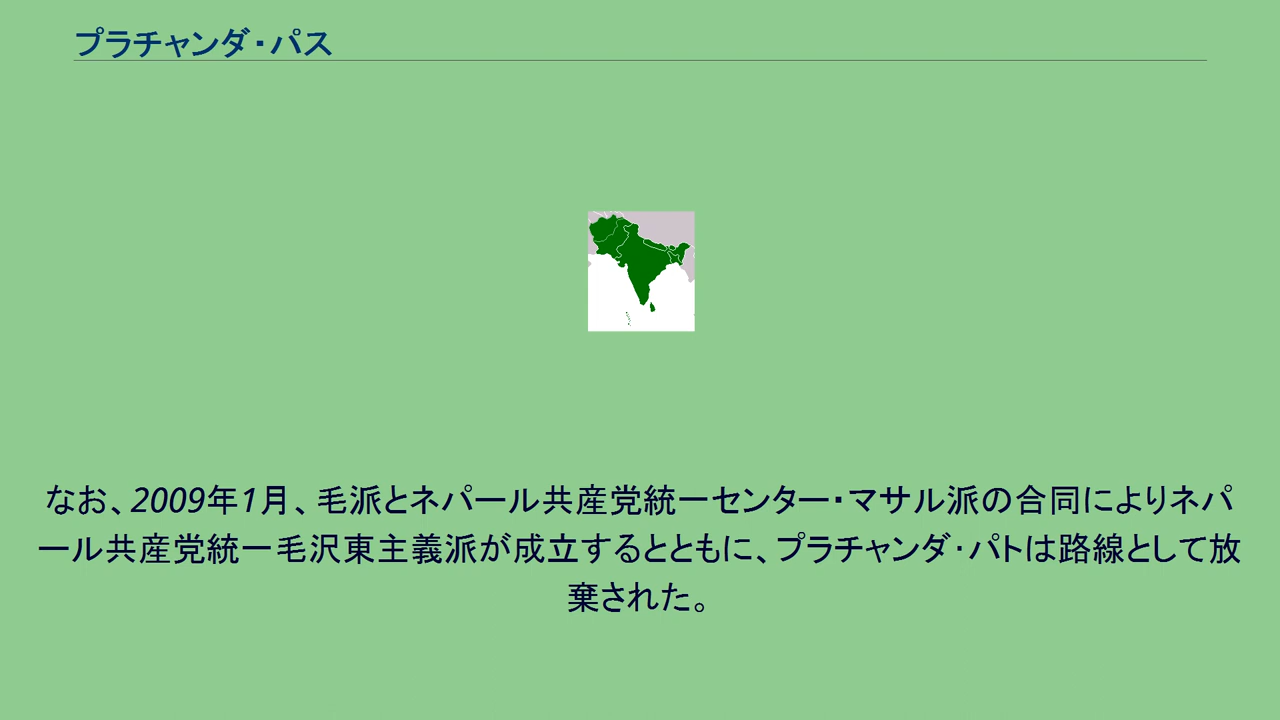 プラチャンダ・パス
なお、2009年1月、毛派とネパール共産党統一センター・マサル派の合同によりネパ
ール共産党統一毛沢東主義派が成立するとともに、プラチャンダ·パトは路線として放
棄された。